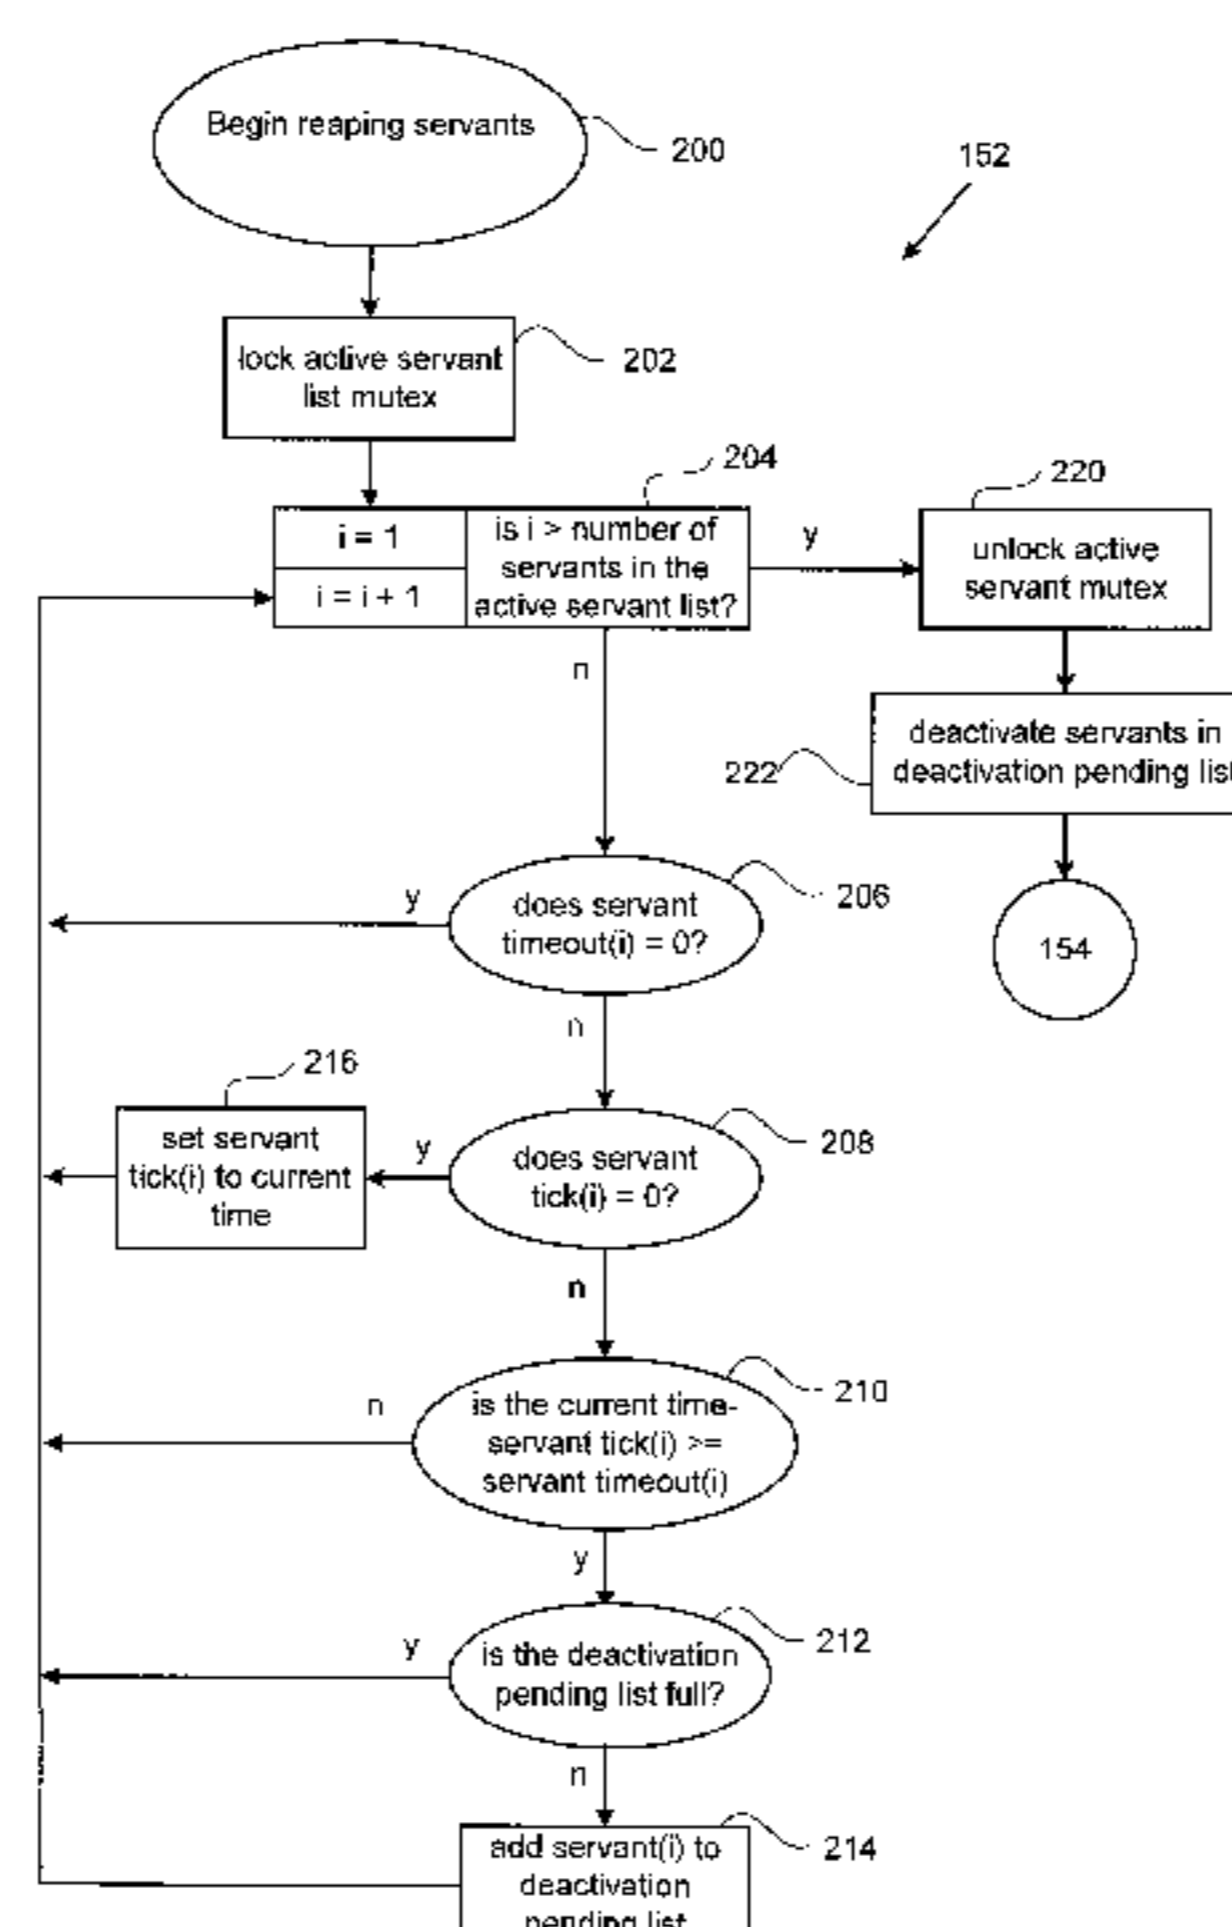 Begin reaping servants
200
152
lock active servant
list mutex
202
204
i = 1
i = i + 1
is i > number of
servants in the
active servant list?
y
220
unlock active
servant mutex
n
222
deactivate servants in
deactivation pending list
154
y
does servant
timeout(i) = 0?
206
n
216
set servant
tick(i) to current
time
y
does servant
tick(i) = 0?
208
n
n
is the current time-
servant tick(i) >=
servant timeout(i)
210
y
y
is the deactivation
pending list full?
212
n
add servant(i) to
deactivation
pending list
214